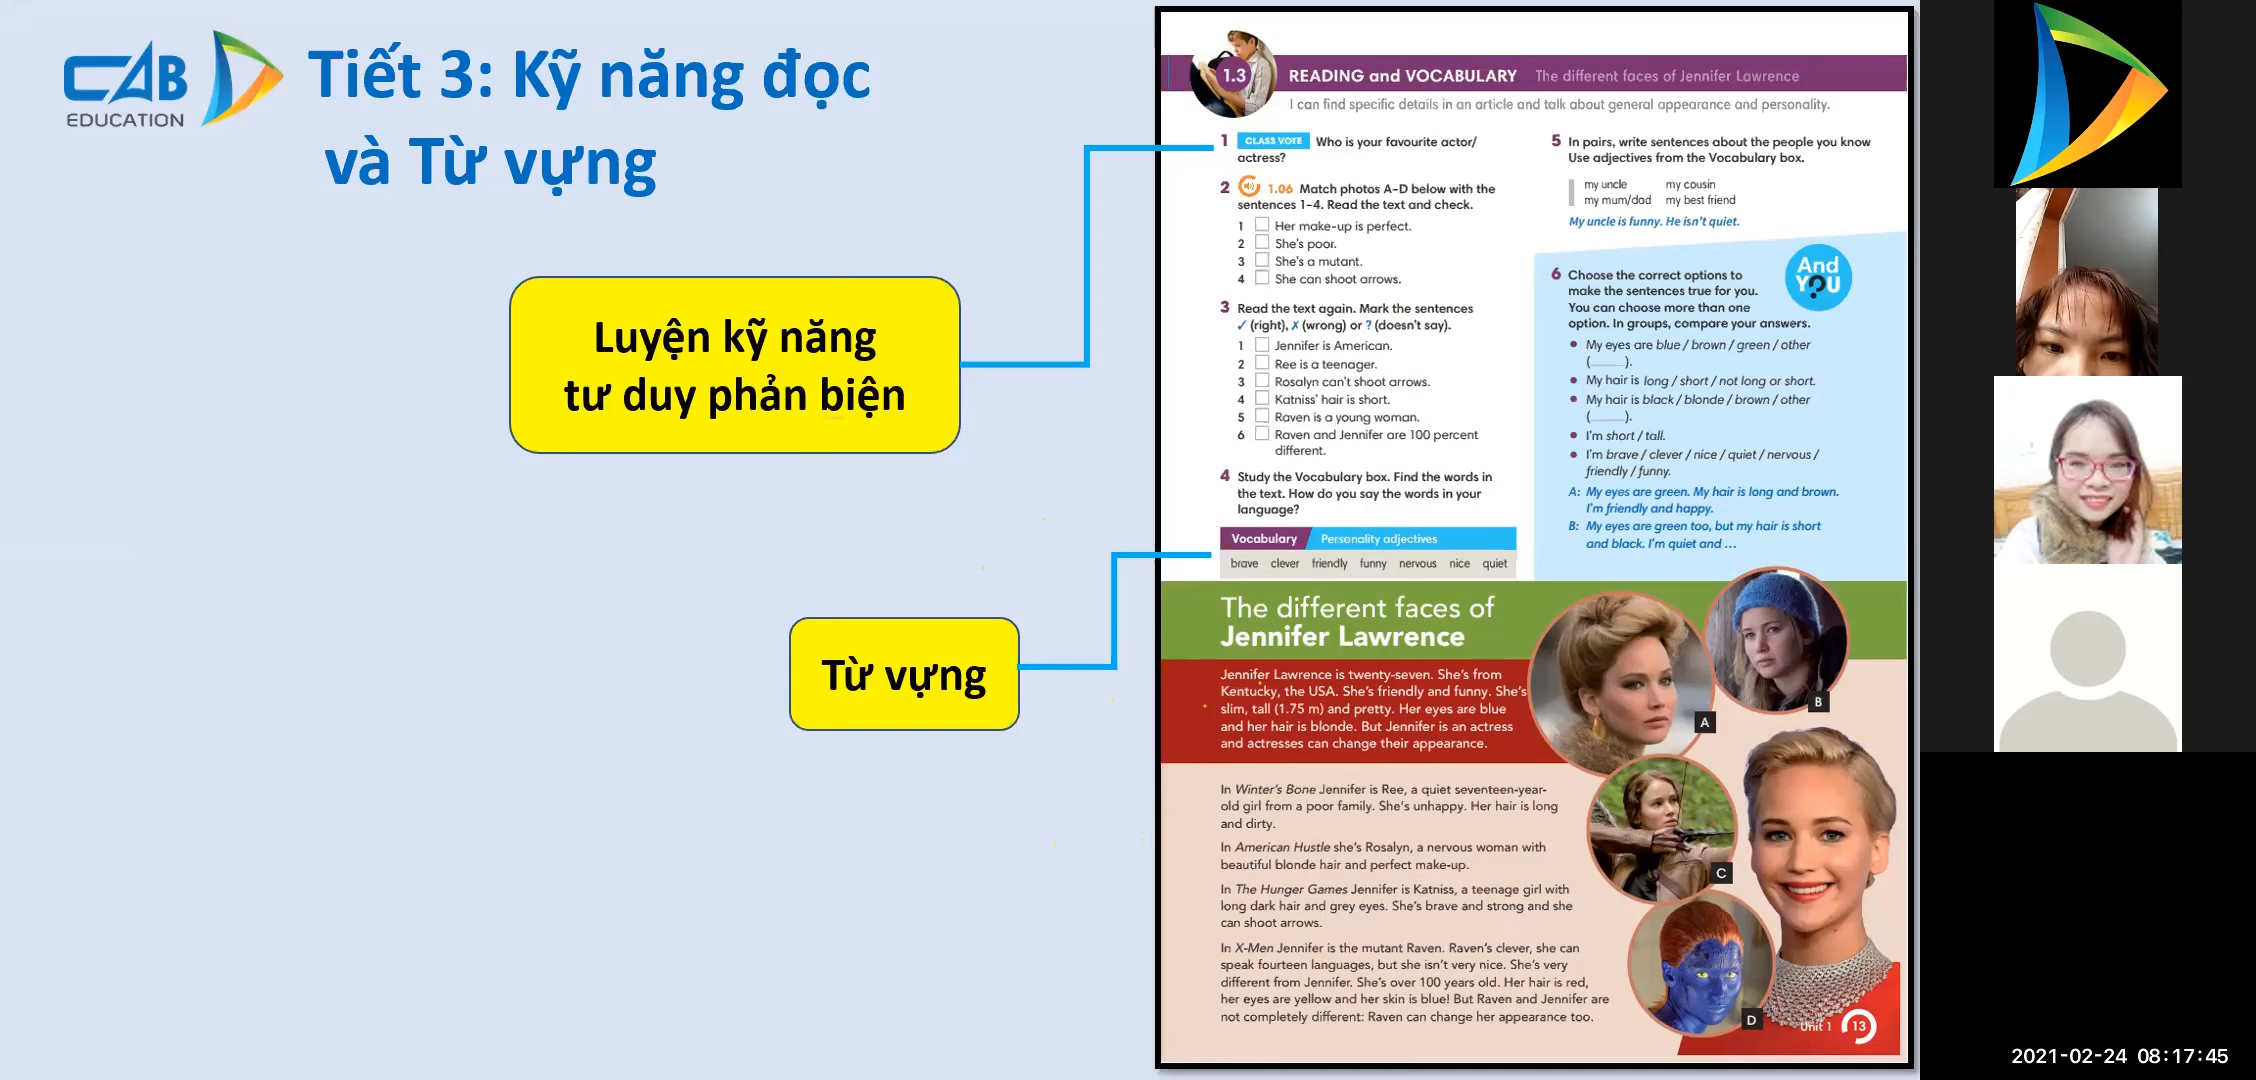 CAB
EDUCATION
Tiết 3: Kỹ năng đọc
và Từ vựng
Luyện kỹ năng
tư duy phản biện
Từ vựng
1.3
READING and VOCABULARY The different faces of Jennifer Lawrence
I can find specific details in an article and talk about general appearance and personality.
1 CLASS VOTE Who is your favourite actor/
actress?
2 1.06 Match photos A–D below with the
sentences 1–4. Read the text and check.
1 Her make-up is perfect.
2 She's poor.
3 She's a mutant.
4 She can shoot arrows.
3 Read the text again. Mark the sentences
✓ (right), ✗ (wrong) or ? (doesn't say).
1 Jennifer is American.
2 Ree is a teenager.
3 Rosalyn can't shoot arrows.
4 Katniss' hair is short.
5 Raven is a young woman.
6 Raven and Jennifer are 100 percent
different.
4 Study the Vocabulary box. Find the words in
the text. How do you say the words in your
language?
Vocabulary Personality adjectives
brave clever friendly funny nervous nice quiet
5 In pairs, write sentences about the people you know
Use adjectives from the Vocabulary box.
my uncle my cousin
my mum/dad my best friend
My uncle is funny. He isn't quiet.
And
Y?U
6 Choose the correct options to
make the sentences true for you.
You can choose more than one
option. In groups, compare your answers.
• My eyes are blue / brown / green / other
(_____).
• My hair is long / short / not long or short.
• My hair is black / blonde / brown / other
(_____).
• I'm short / tall.
• I'm brave / clever / nice / quiet / nervous /
friendly / funny.
A: My eyes are green. My hair is long and brown.
I'm friendly and happy.
B: My eyes are green too, but my hair is short
and black. I'm quiet and ...
The different faces of
Jennifer Lawrence
Jennifer Lawrence is twenty-seven. She's from
Kentucky, the USA. She's friendly and funny. She's
slim, tall (1.75 m) and pretty. Her eyes are blue
and her hair is blonde. But Jennifer is an actress
and actresses can change their appearance.
In Winter's Bone Jennifer is Ree, a quiet seventeen-year-
old girl from a poor family. She's unhappy. Her hair is long
and dirty.
In American Hustle she's Rosalyn, a nervous woman with
beautiful blonde hair and perfect make-up.
In The Hunger Games Jennifer is Katniss, a teenage girl with
long dark hair and grey eyes. She's brave and strong and she
can shoot arrows.
In X-Men Jennifer is the mutant Raven. Raven's clever, she can
speak fourteen languages, but she isn't very nice. She's very
different from Jennifer. She's over 100 years old. Her hair is red,
her eyes are yellow and her skin is blue! But Raven and Jennifer are
not completely different: Raven can change her appearance too.
A
B
C
D
Unit 1 13
2021-02-24 08:17:45